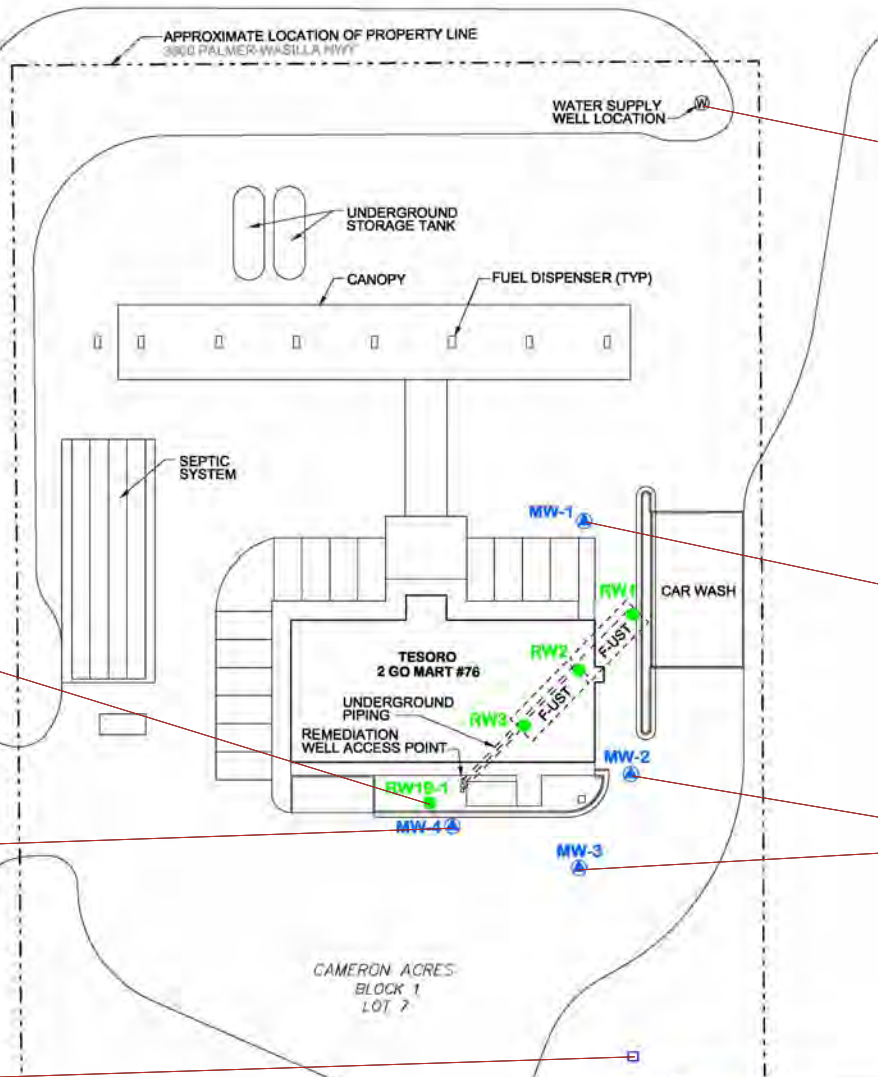 APPROXIMATE LOCATION OF PROPERTY LINE
3800 PALMER-WASILLA HWY
WATER SUPPLY
WELL LOCATION
W
UNDERGROUND
STORAGE TANK
CANOPY
FUEL DISPENSER (TYP)
SEPTIC
SYSTEM
MW-1
CAR WASH
RW1
F-UST
RW2
F-UST
TESORO
2 GO MART #76
UNDERGROUND
PIPING
RW3
REMEDIATION
WELL ACCESS POINT
MW-2
RW19-1
MW-4
MW-3
CAMERON ACRES
BLOCK 1
LOT 7